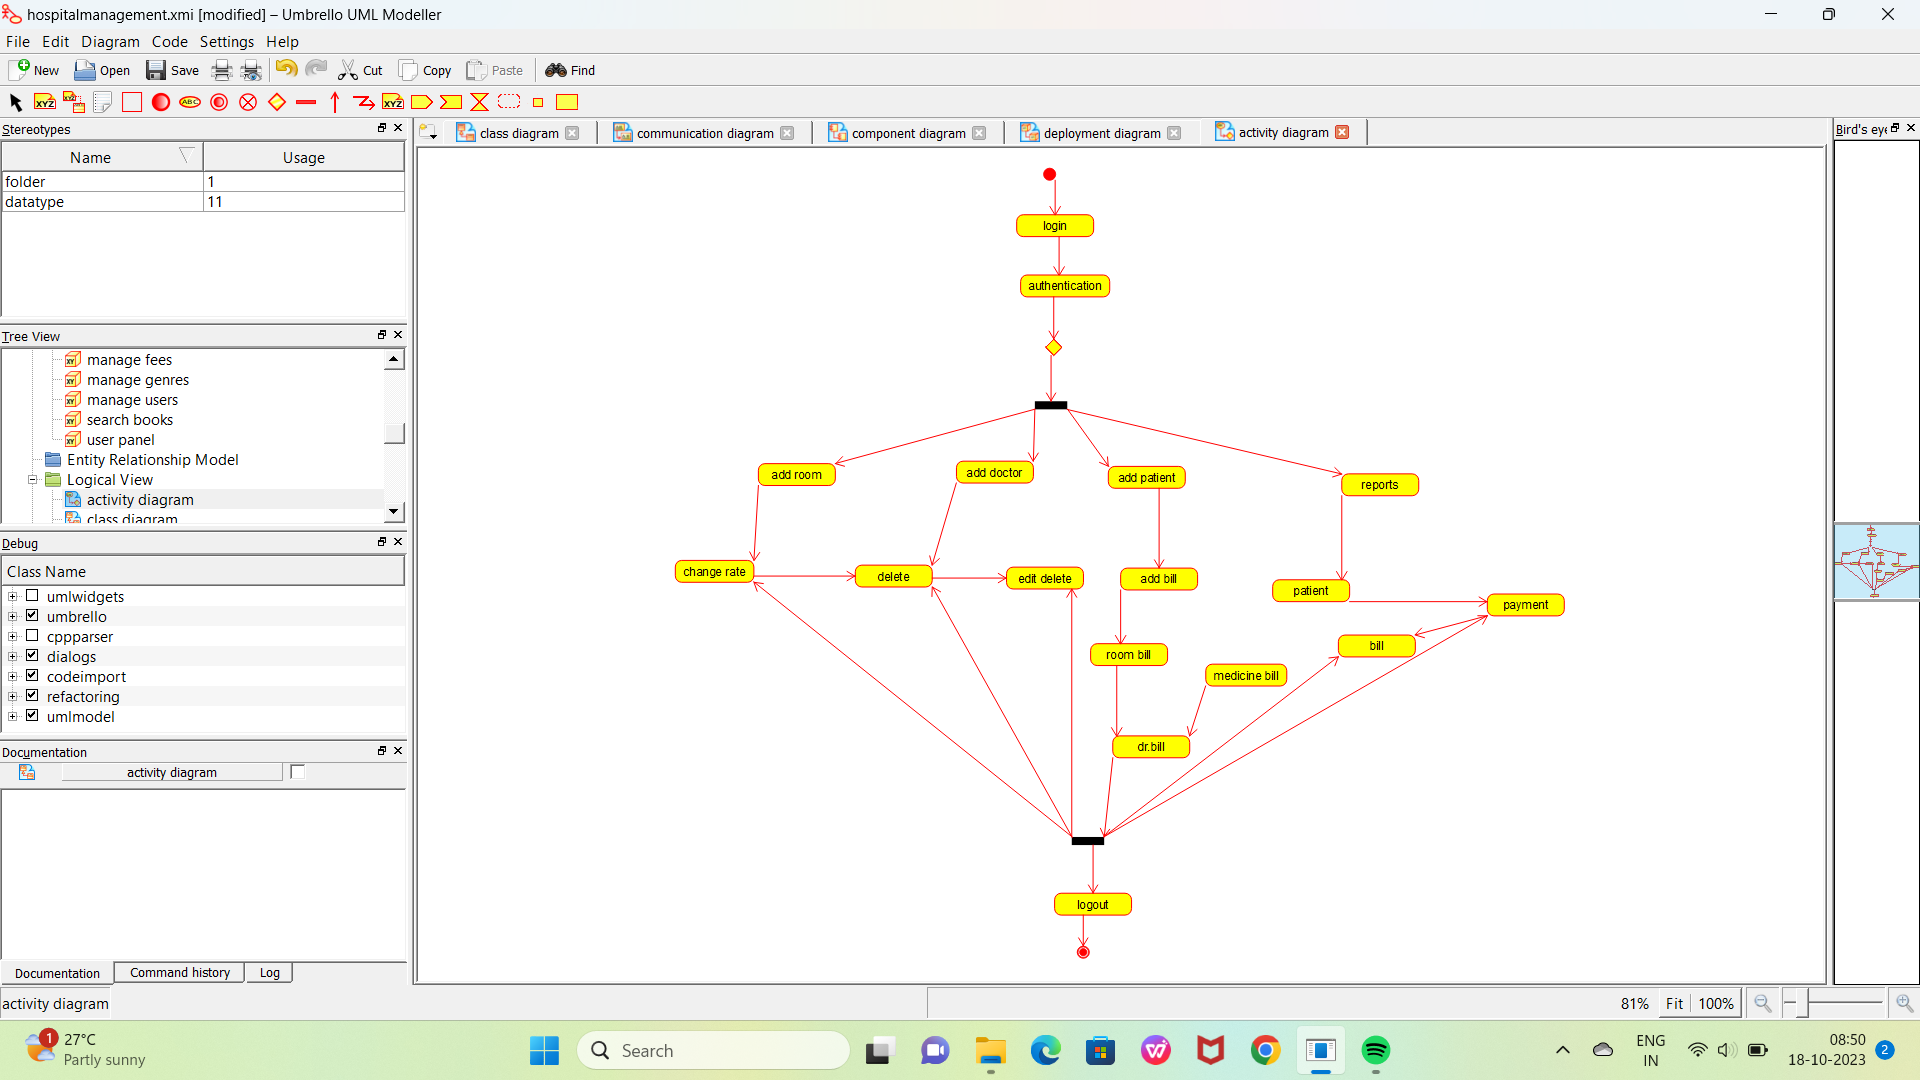 hospitalmanagement.xmi [modified] – Umbrello UML Modeller
File Edit Diagram Code Settings Help
New Open Save Cut Copy Paste Find
XYZ XYZ ABC XYZ
Stereotypes
Name Usage
folder 1
datatype 11
Tree View
manage fees
manage genres
manage users
search books
user panel
Entity Relationship Model
Logical View
activity diagram
class diagram
Debug
Class Name
umlwidgets
umbrello
cppparser
dialogs
codeimport
refactoring
umlmodel
Documentation
activity diagram
Documentation Command history Log
activity diagram
class diagram communication diagram component diagram deployment diagram activity diagram
login
authentication
add room add doctor add patient reports
change rate delete edit delete add bill patient payment
room bill bill
medicine bill
dr.bill
logout
Bird's eye
81% Fit 100%
1 27°C
Partly sunny
Search
ENG
IN
08:50
18-10-2023
2